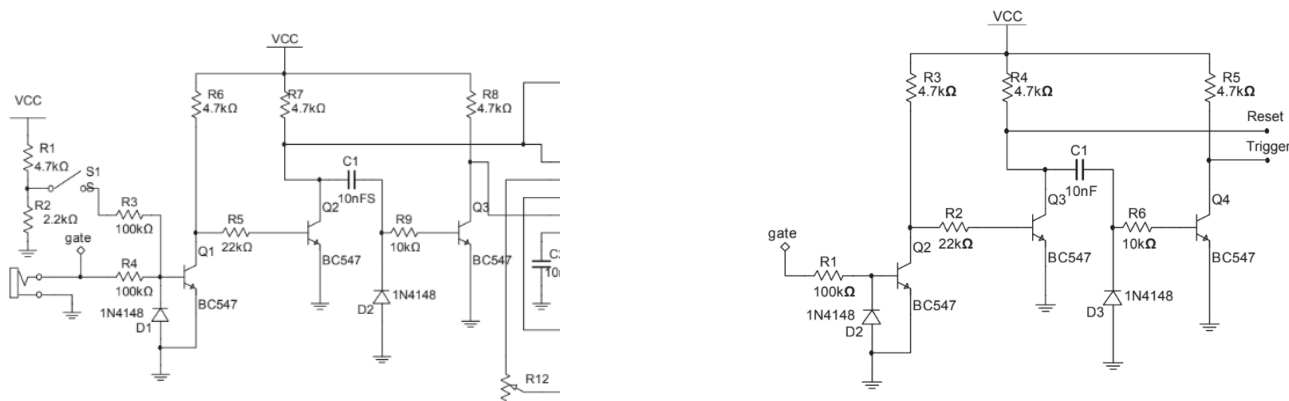 VCC
R6
4.7kΩ
R7
4.7kΩ
R8
4.7kΩ
VCC
R1
4.7kΩ
S1
S
R2
2.2kΩ
R3
100kΩ
gate
R4
100kΩ
1N4148
D1
Q1
BC547
R5
22kΩ
Q2
BC547
C1
10nFS
R9
10kΩ
1N4148
D2
Q3
BC547
R12
VCC
R3
4.7kΩ
R4
4.7kΩ
R5
4.7kΩ
Reset
Trigger
C1
10nF
Q3
BC547
Q4
BC547
R2
22kΩ
R6
10kΩ
gate
R1
100kΩ
Q2
BC547
1N4148
D2
1N4148
D3